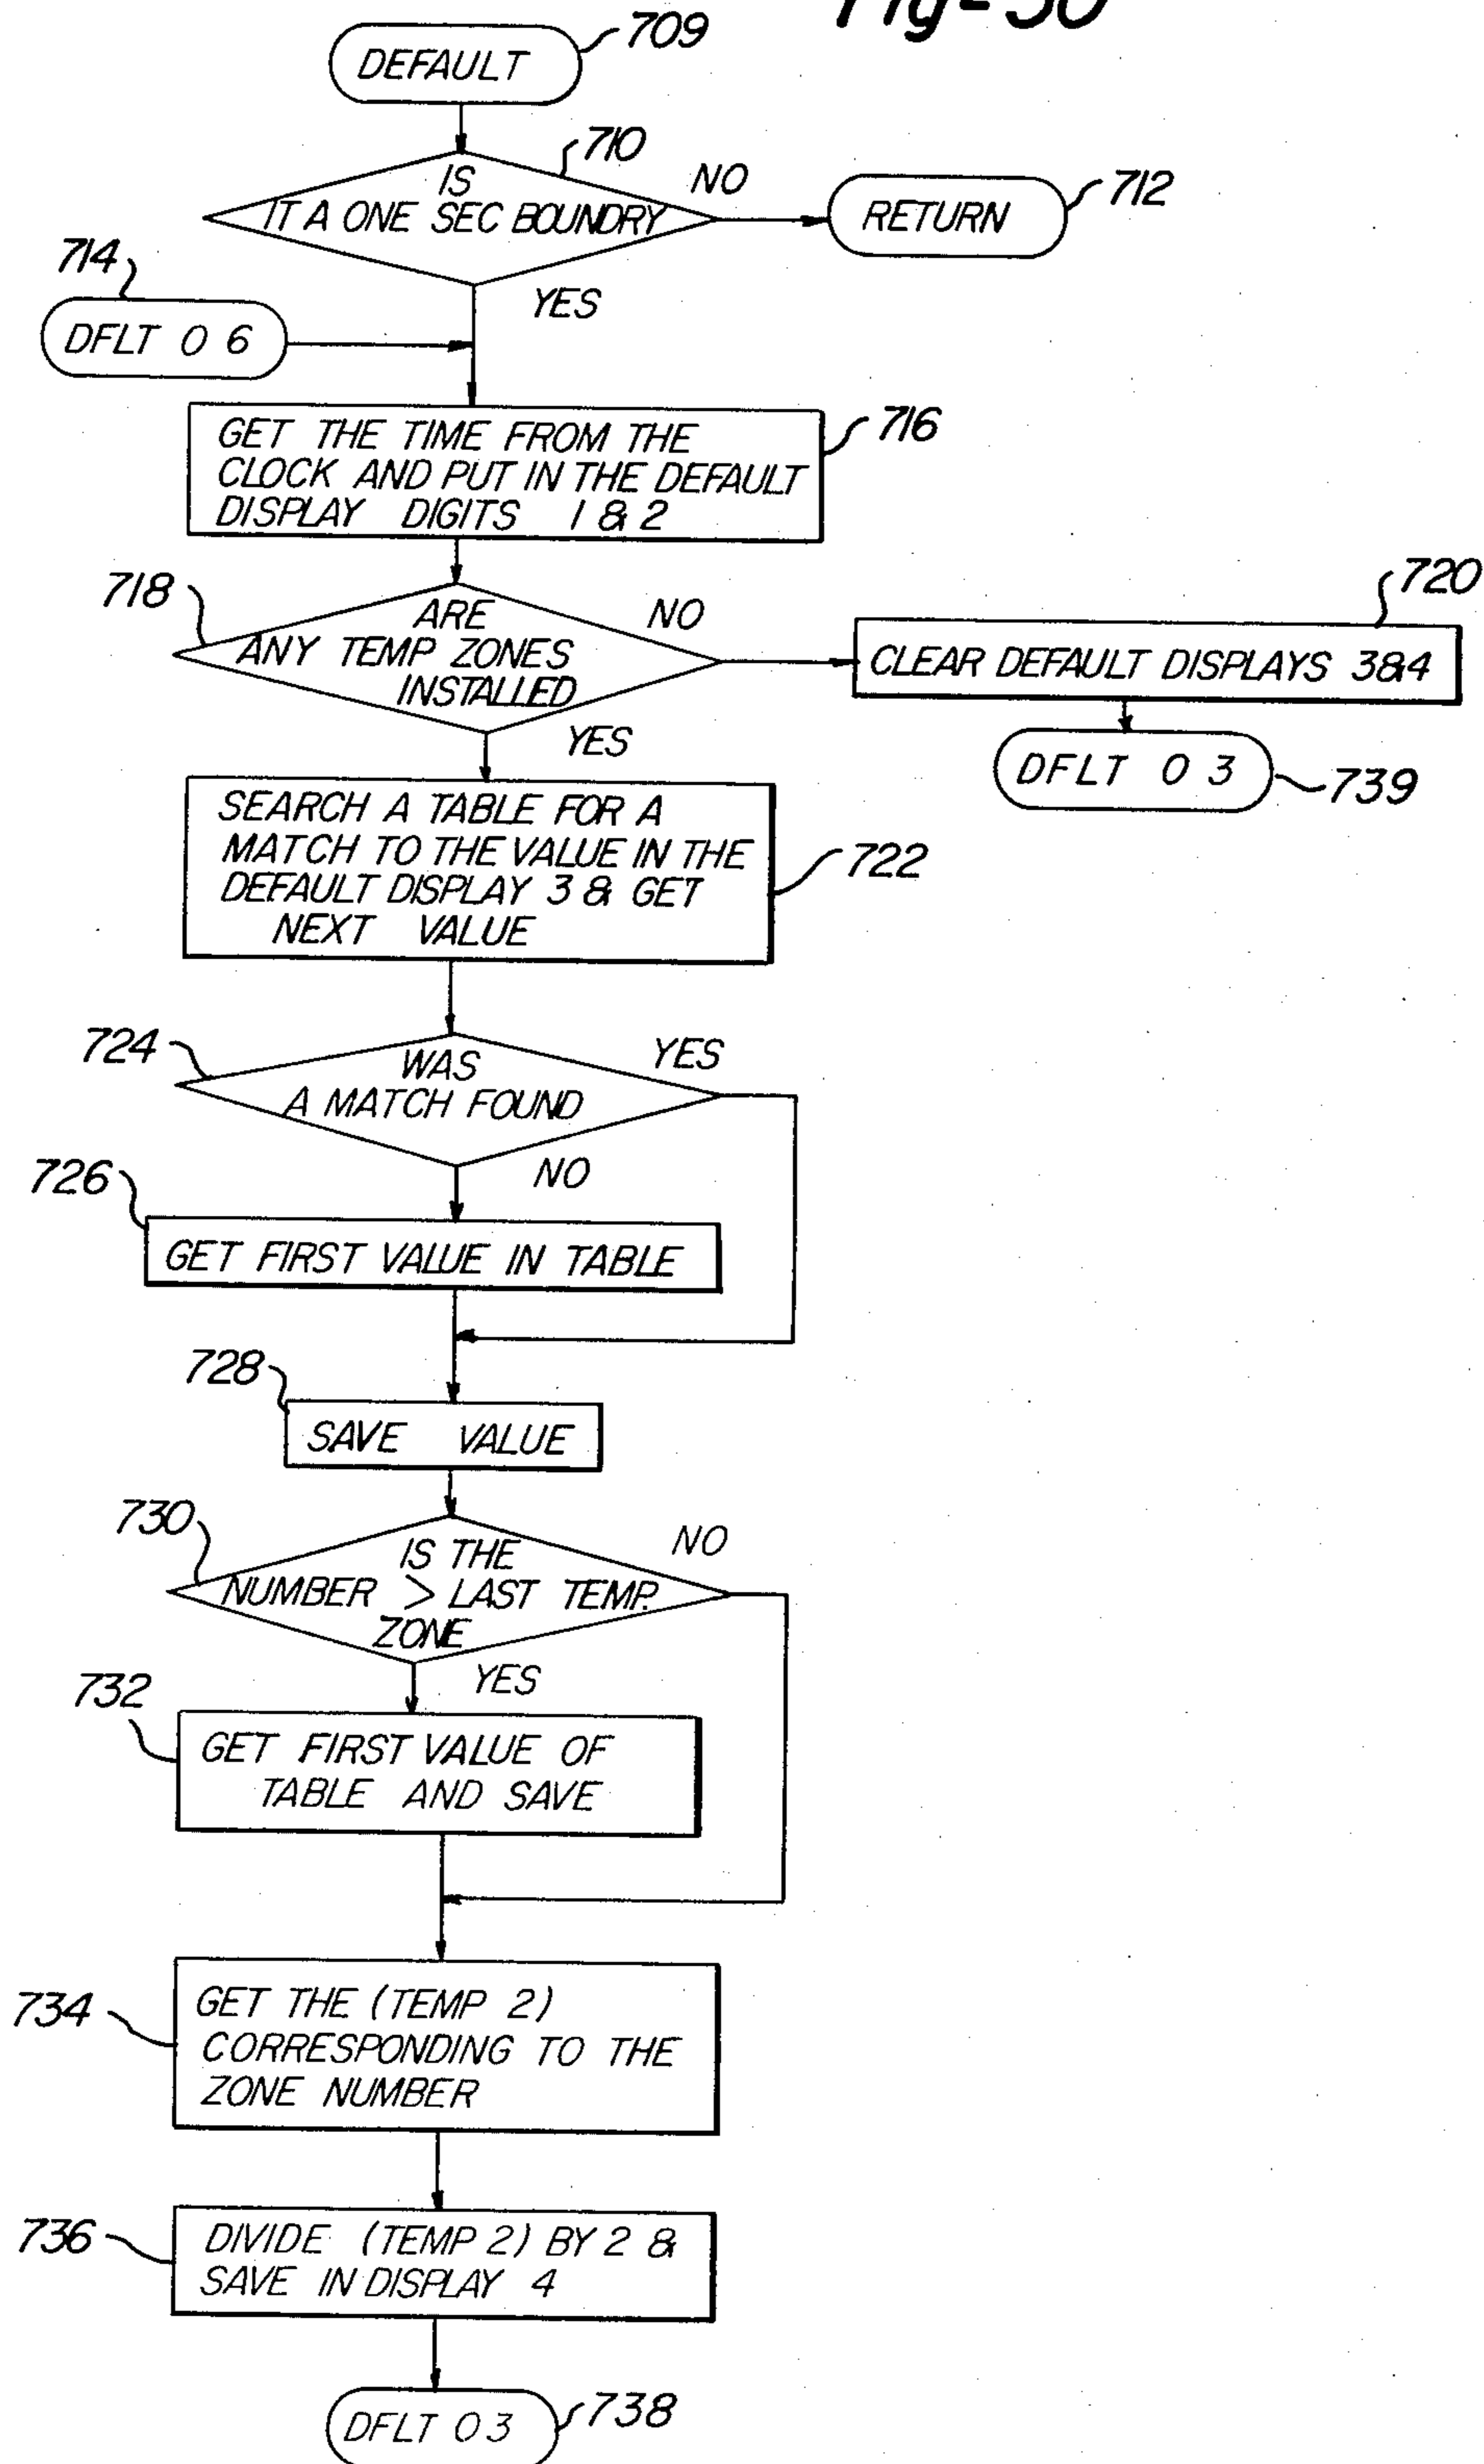 Fig-30
DEFAULT
709
710
IS
IT A ONE SEC BOUNDRY
NO
RETURN
712
YES
714
DFLT 0 6
GET THE TIME FROM THE
CLOCK AND PUT IN THE DEFAULT
DISPLAY DIGITS 1 & 2
716
718
ARE
ANY TEMP ZONES
INSTALLED
NO
720
CLEAR DEFAULT DISPLAYS 3&4
DFLT 0 3
739
YES
SEARCH A TABLE FOR A
MATCH TO THE VALUE IN THE
DEFAULT DISPLAY 3 & GET
NEXT VALUE
722
724
WAS
A MATCH FOUND
YES
NO
726
GET FIRST VALUE IN TABLE
728
SAVE VALUE
730
IS THE
NUMBER > LAST TEMP.
ZONE
NO
YES
732
GET FIRST VALUE OF
TABLE AND SAVE
734
GET THE (TEMP 2)
CORRESPONDING TO THE
ZONE NUMBER
736
DIVIDE (TEMP 2) BY 2 &
SAVE IN DISPLAY 4
DFLT 0 3
738